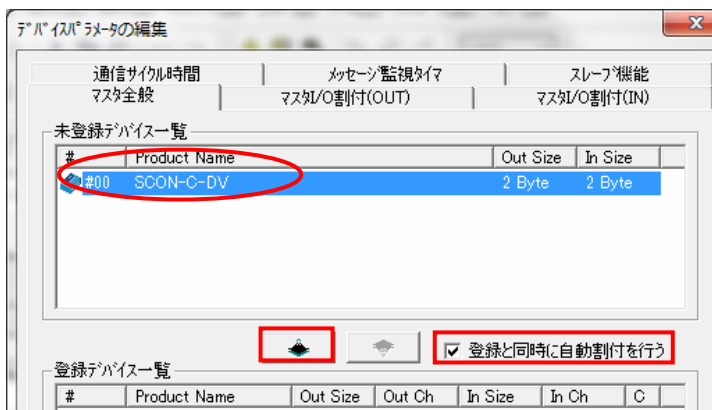 ﾃﾞﾊﾞｲｽﾊﾟﾗﾒｰﾀの編集
通信ｻｲｸﾙ時間 ﾒｯｾｰｼﾞ監視ﾀｲﾏ ｽﾚｰﾌﾞ機能
ﾏｽﾀ全般 ﾏｽﾀI/O割付(OUT) ﾏｽﾀI/O割付(IN)
未登録ﾃﾞﾊﾞｲｽ一覧
# Product Name Out Size In Size
#00 SCON-C-DV 2 Byte 2 Byte
登録と同時に自動割付を行う
登録ﾃﾞﾊﾞｲｽ一覧
# Product Name Out Size Out Ch In Size In Ch C